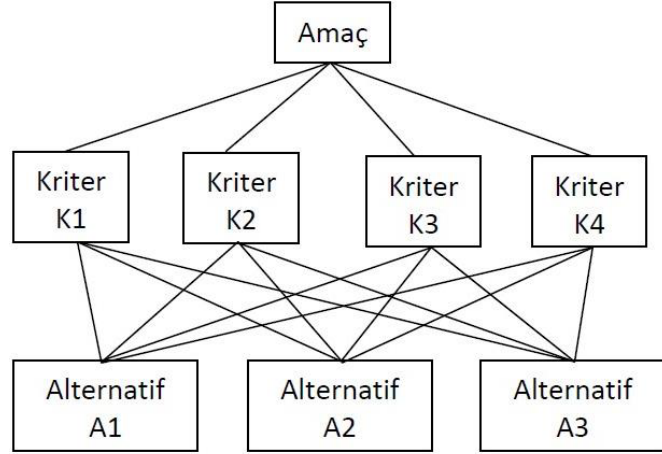 Amaç
Kriter
K1
Kriter
K2
Kriter
K3
Kriter
K4
Alternatif
A1
Alternatif
A2
Alternatif
A3